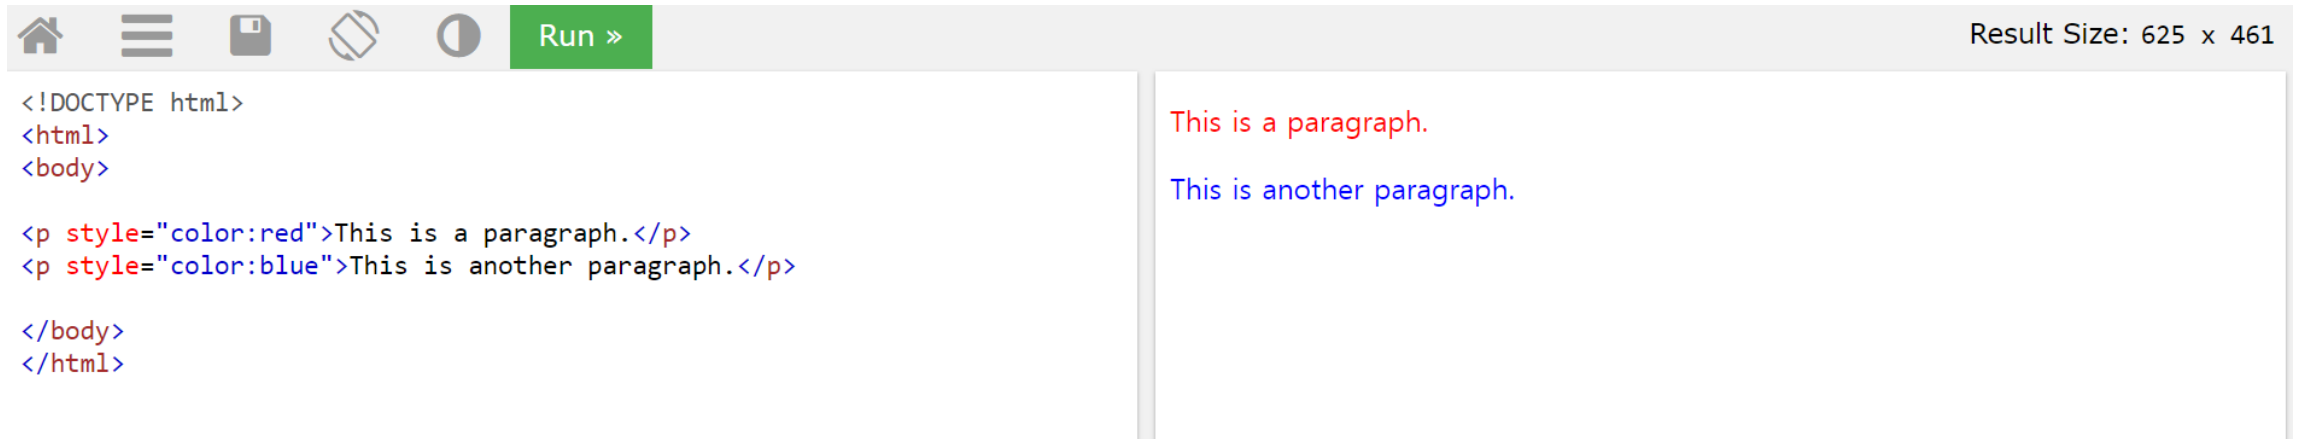 Run »
Result Size: 625 x 461
<!DOCTYPE html>
<html>
<body>
<p style="color:red">This is a paragraph.</p>
<p style="color:blue">This is another paragraph.</p>
</body>
</html>
This is a paragraph.
This is another paragraph.